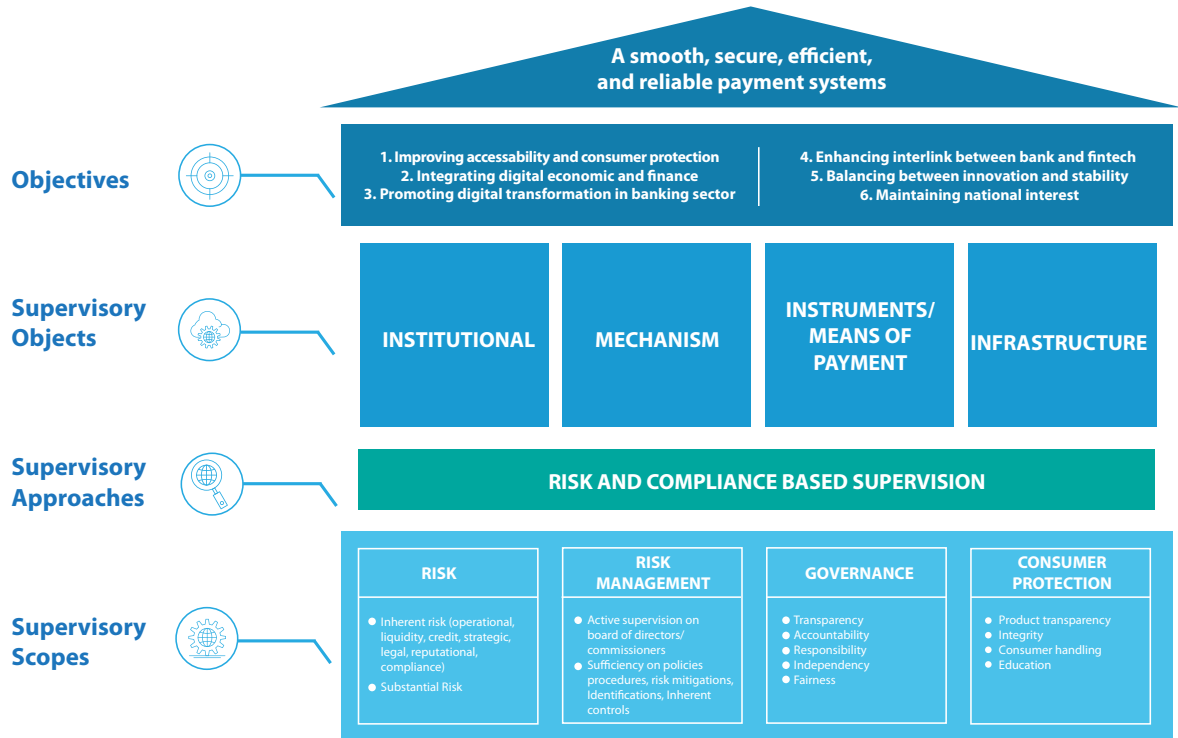 A smooth, secure, efficient,
and reliable payment systems
Objectives
1. Improving accessability and consumer protection
2. Integrating digital economic and finance
3. Promoting digital transformation in banking sector
4. Enhancing interlink between bank and fintech
5. Balancing between innovation and stability
6. Maintaining national interest
Supervisory
Objects
INSTITUTIONAL
MECHANISM
INSTRUMENTS/
MEANS OF
PAYMENT
INFRASTRUCTURE
Supervisory
Approaches
RISK AND COMPLIANCE BASED SUPERVISION
Supervisory
Scopes
RISK
● Inherent risk (operational,
liquidity, credit, strategic,
legal, reputational,
compliance)
● Substantial Risk
RISK
MANAGEMENT
● Active supervision on
board of directors/
commissioners
● Sufficiency on policies
procedures, risk mitigations,
Identifications, Inherent
controls
GOVERNANCE
● Transparency
● Accountability
● Responsibility
● Independency
● Fairness
CONSUMER
PROTECTION
● Product transparency
● Integrity
● Consumer handling
● Education